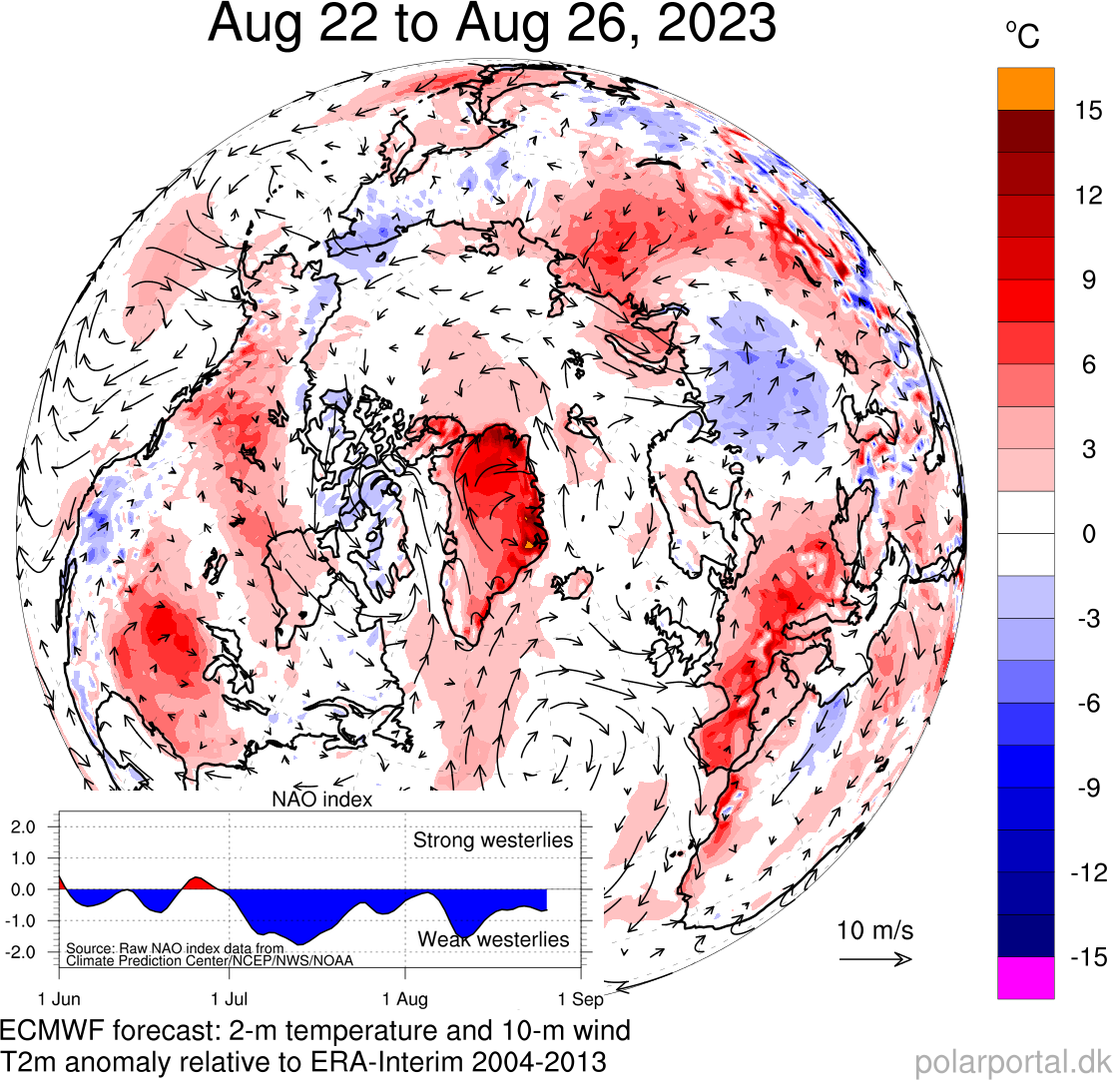 Aug 22 to Aug 26, 2023
°C
15
12
9
6
3
0
-3
-6
-9
-12
-15
NAO index
2.0
1.0
0.0
-1.0
-2.0
Strong westerlies
Weak westerlies
Source: Raw NAO index data from
Climate Prediction Center/NCEP/NWS/NOAA
1 Jun
1 Jul
1 Aug
1 Sep
10 m/s
ECMWF forecast: 2-m temperature and 10-m wind
T2m anomaly relative to ERA-Interim 2004-2013
polarportal.dk